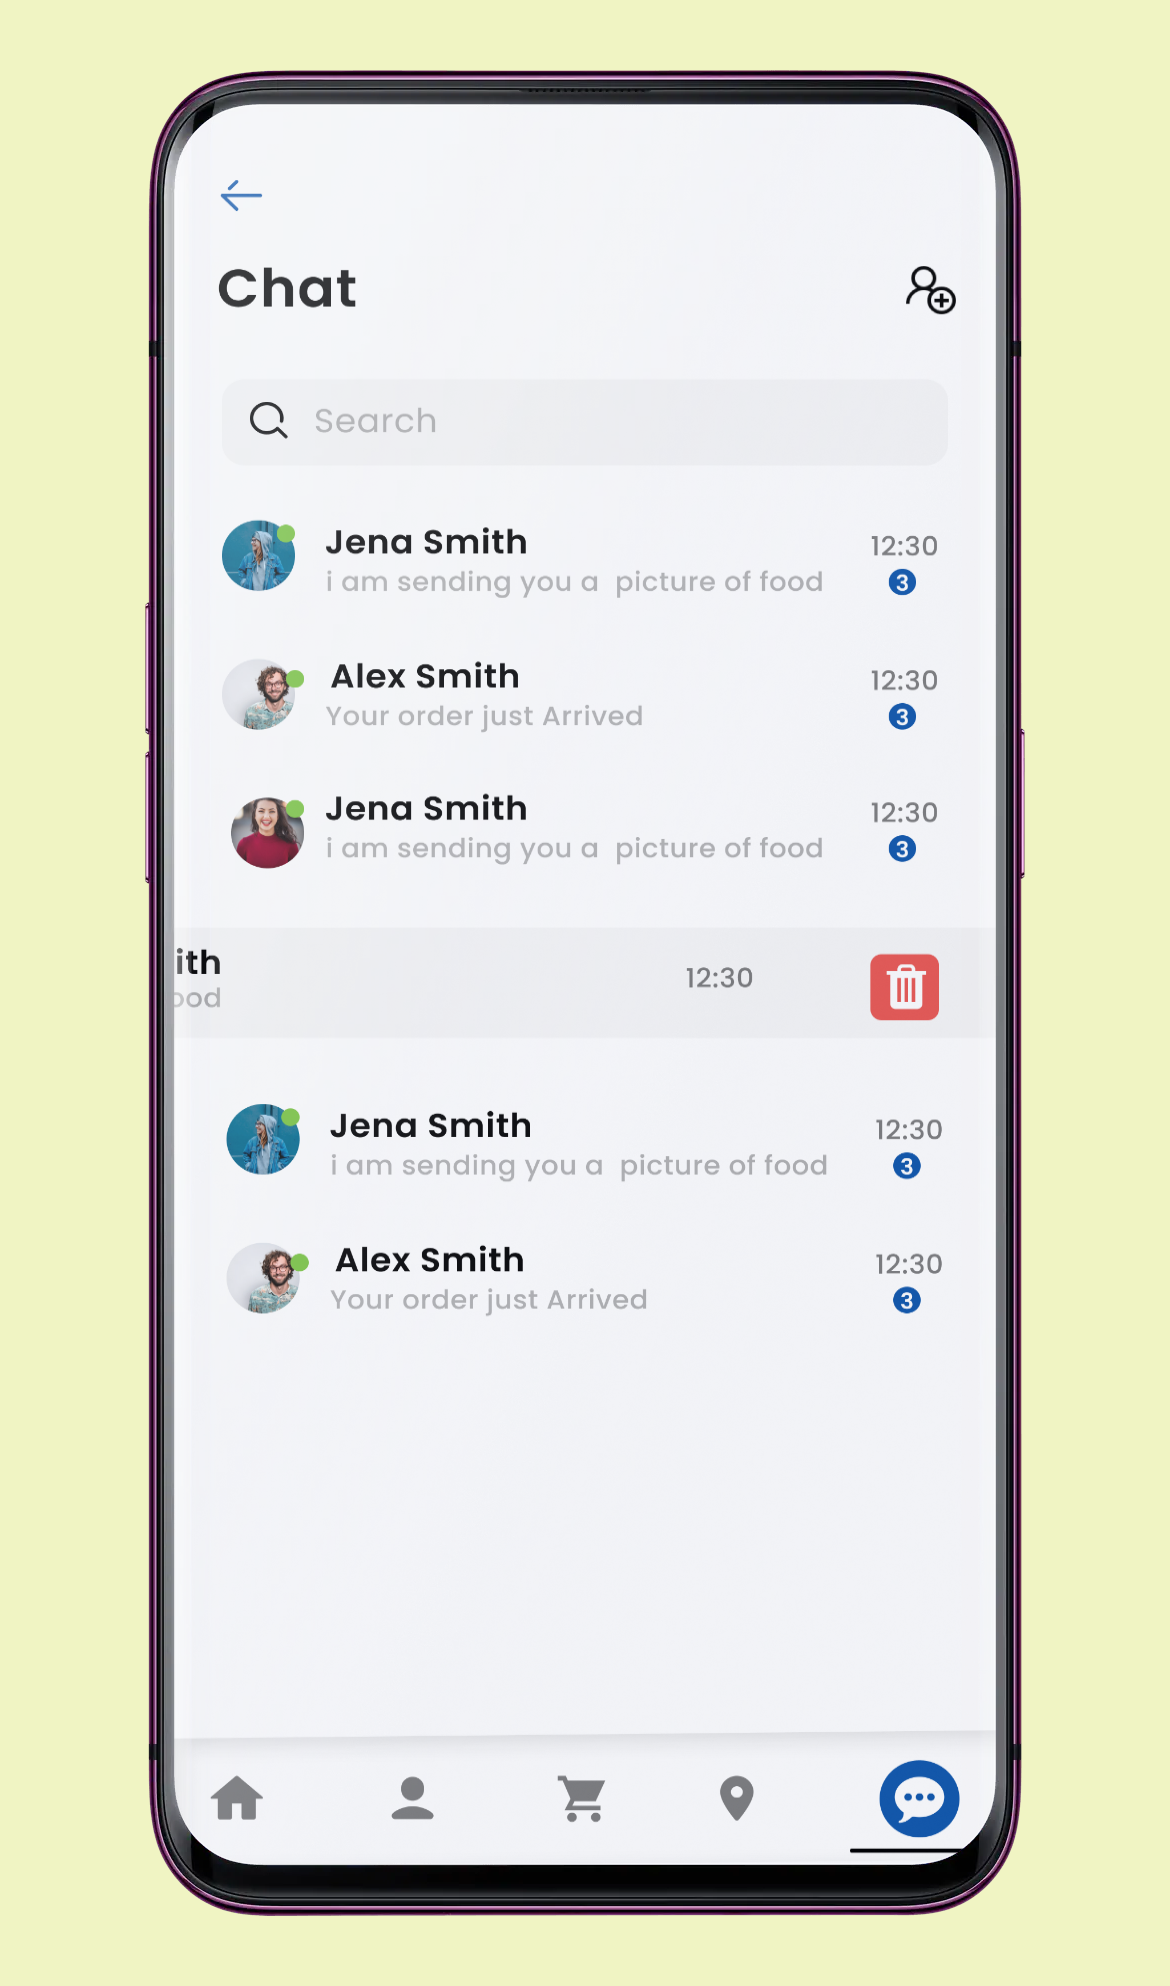 Chat
Search
Jena Smith
12:30
i am sending you a  picture of food
3
Alex Smith
12:30
Your order just Arrived
3
Jena Smith
12:30
i am sending you a  picture of food
3
ith
12:30
ood
Jena Smith
12:30
i am sending you a  picture of food
3
Alex Smith
12:30
Your order just Arrived
3